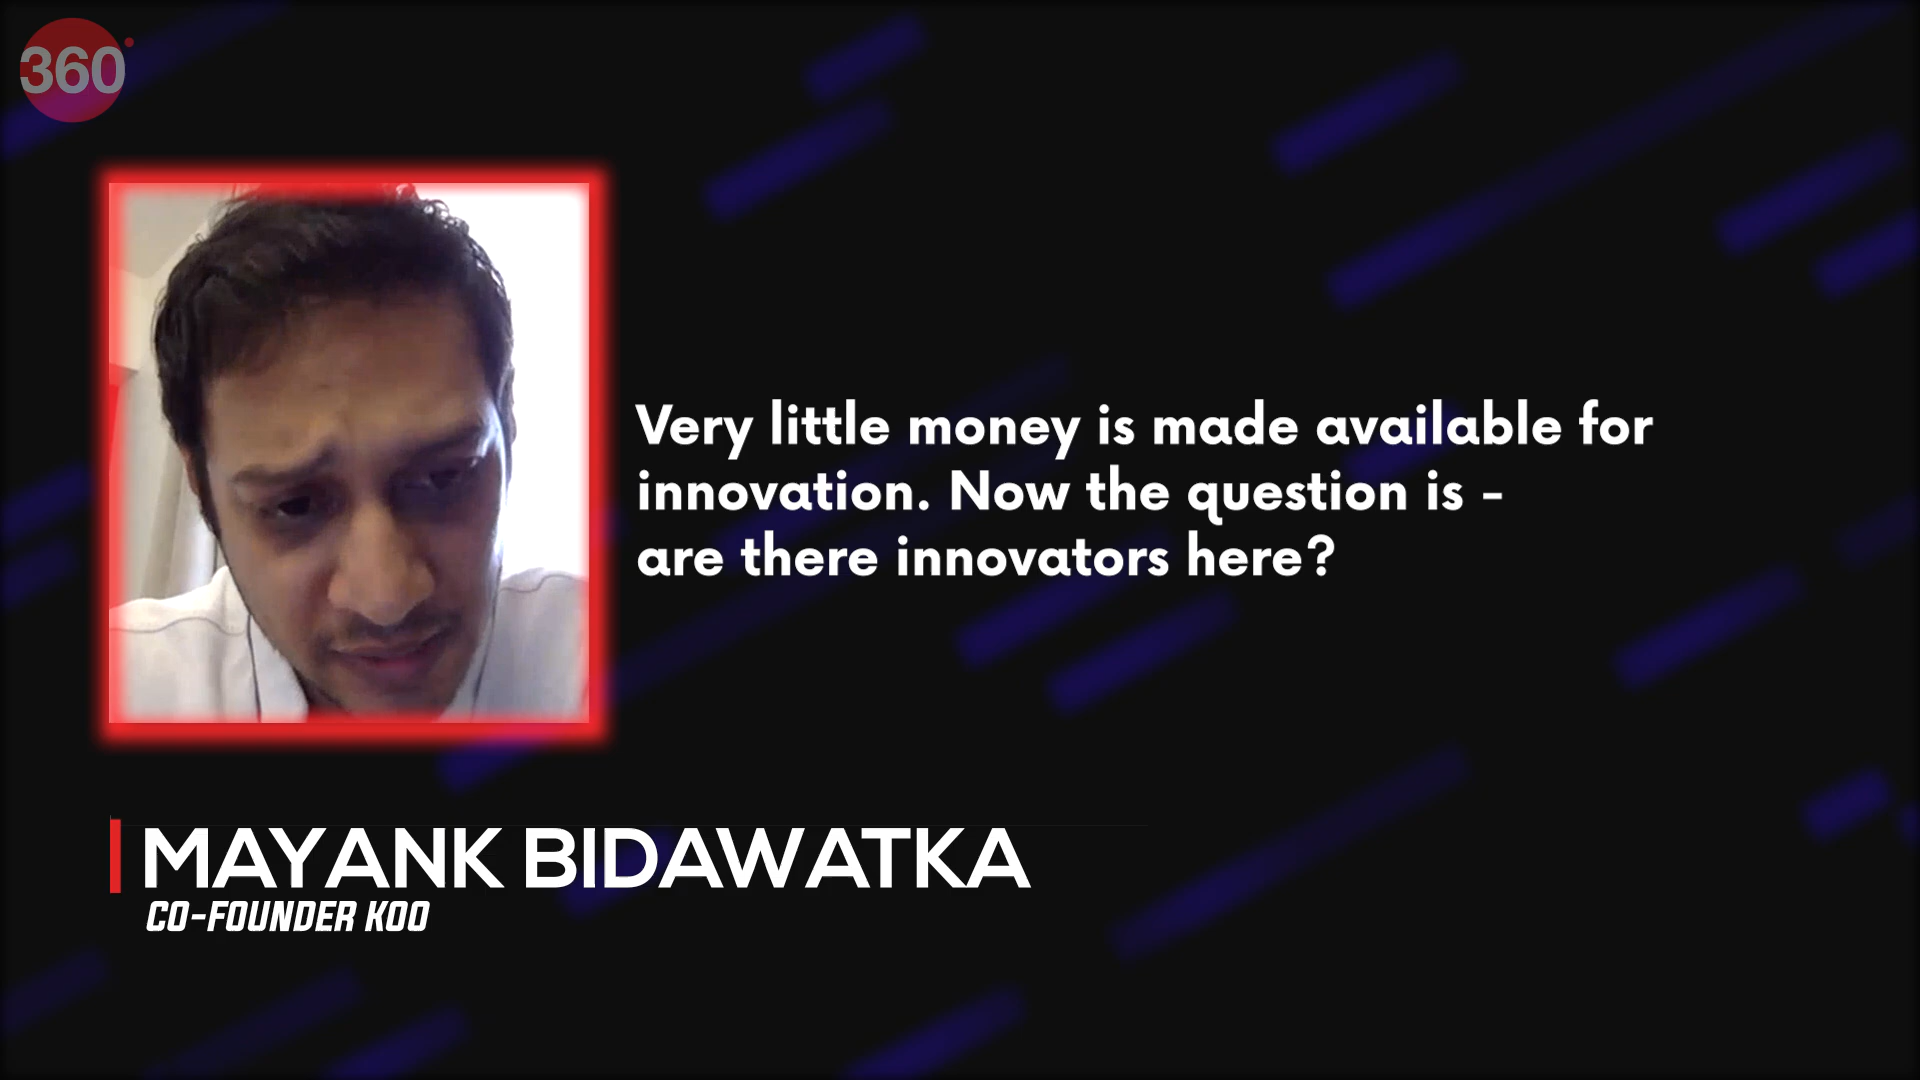 360°
Very little money is made available for
innovation. Now the question is -
are there innovators here?
MAYANK BIDAWATKA
CO-FOUNDER KOO